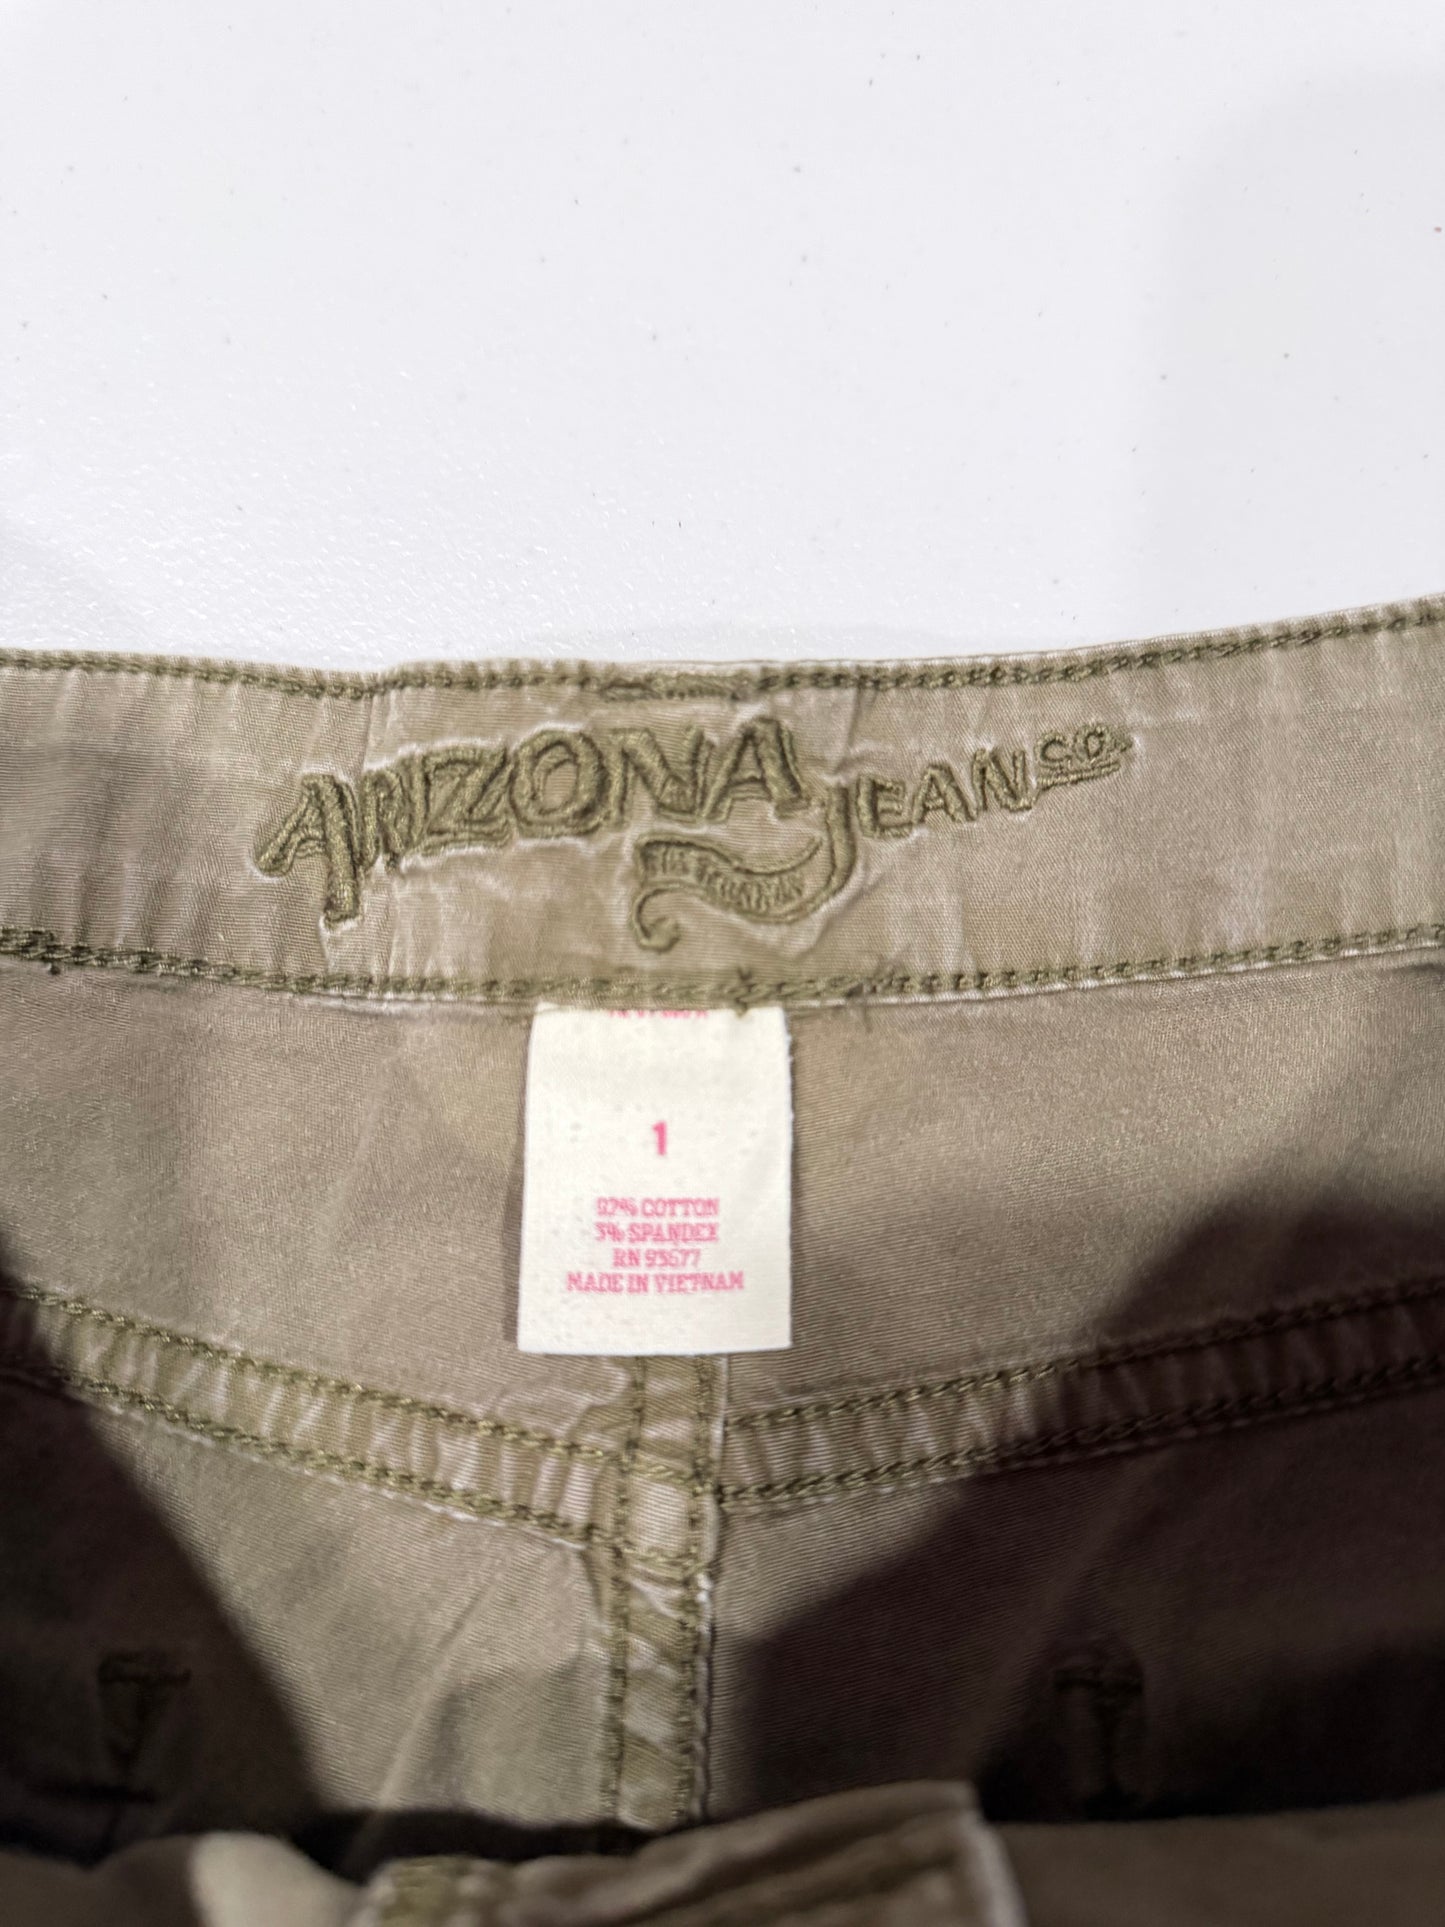 ARIZONA JEAN CO.
1
97% COTTON
3% SPANDEX
RN 93677
MADE IN VIETNAM